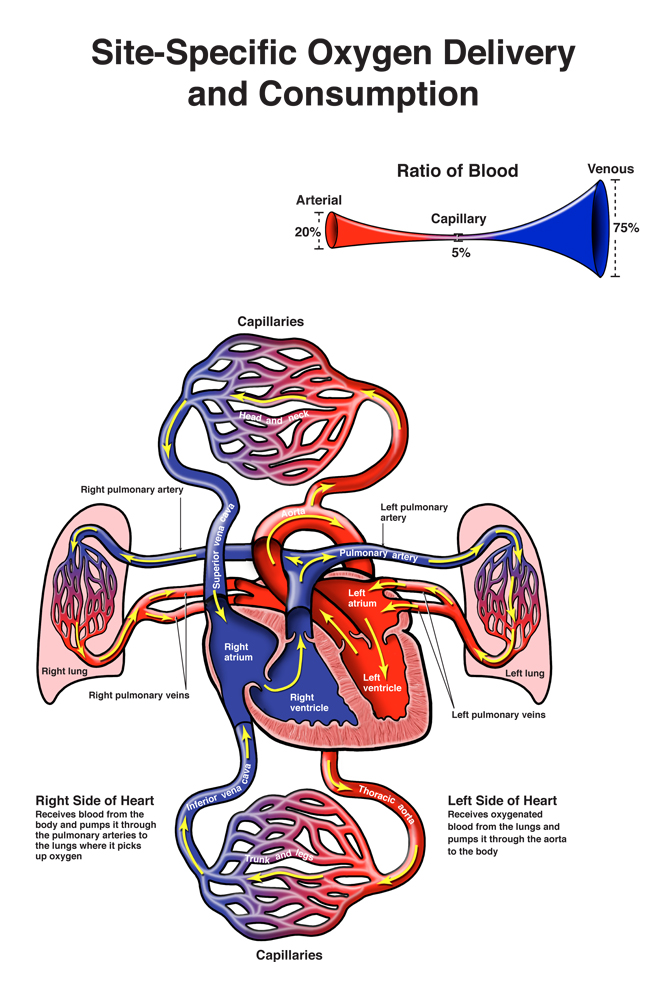 Site-Specific Oxygen Delivery
and Consumption
Ratio of Blood
Venous
Arterial
20%
Capillary
5%
75%
Capillaries
Head and neck
Right pulmonary artery
Left pulmonary
artery
Aorta
Superior vena cava
Pulmonary artery
Left
atrium
Right
atrium
Right lung
Left lung
Left
ventricle
Right
ventricle
Right pulmonary veins
Left pulmonary veins
Inferior vena cava
Thoracic aorta
Right Side of Heart
Receives blood from the
body and pumps it through
the pulmonary arteries to
the lungs where it picks
up oxygen
Left Side of Heart
Receives oxygenated
blood from the lungs and
pumps it through the aorta
to the body
Trunk and legs
Capillaries